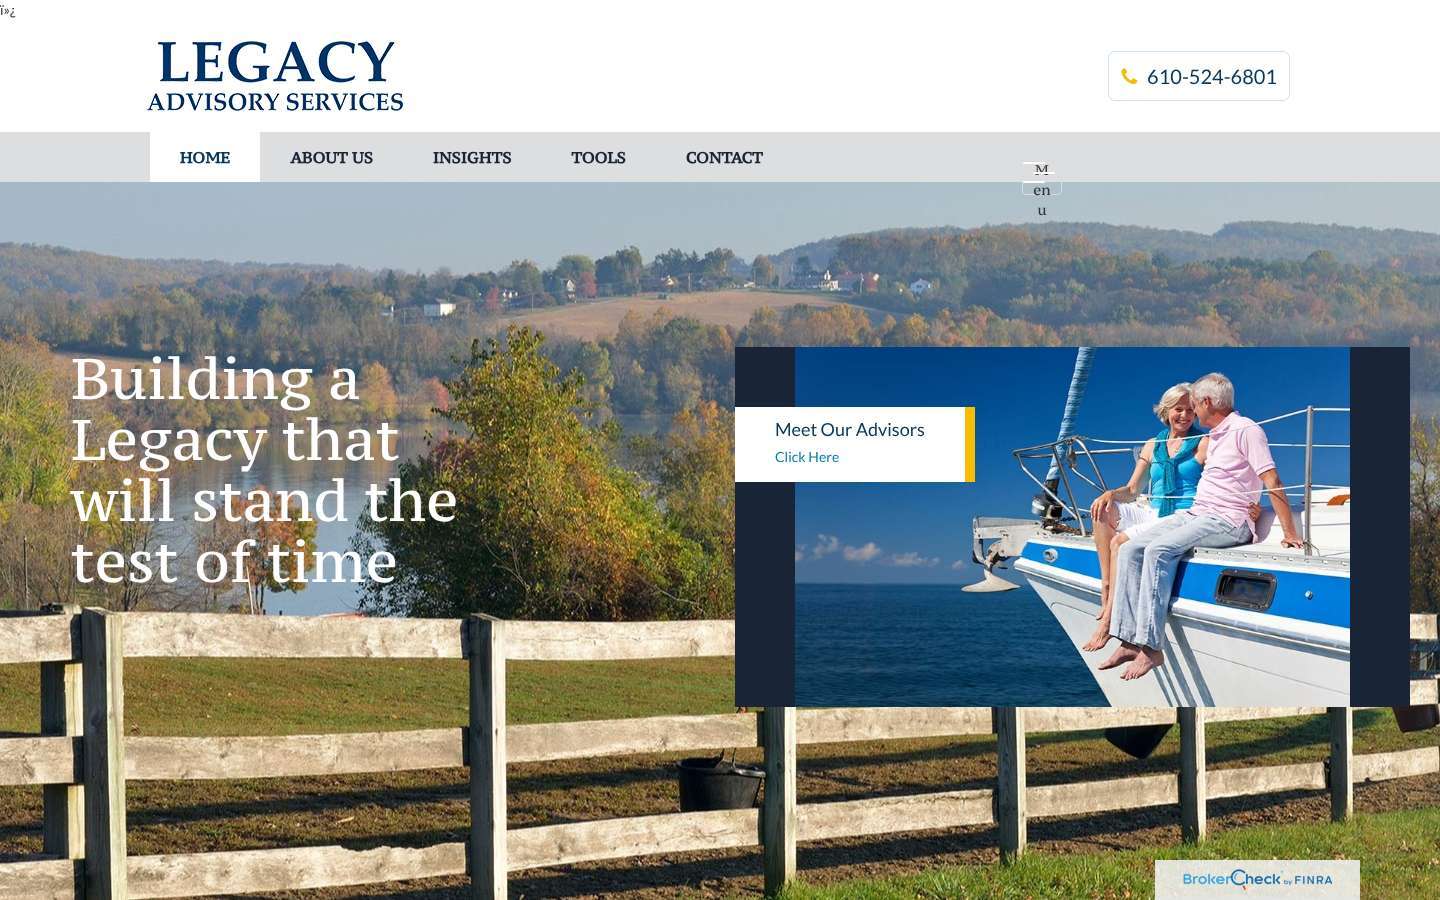 ï»¿
LEGACY
ADVISORY SERVICES
610-524-6801
HOME
ABOUT US
INSIGHTS
TOOLS
CONTACT
M
en
u
Building a
Legacy that
will stand the
test of time
Meet Our Advisors
Click Here
BrokerCheck by FINRA